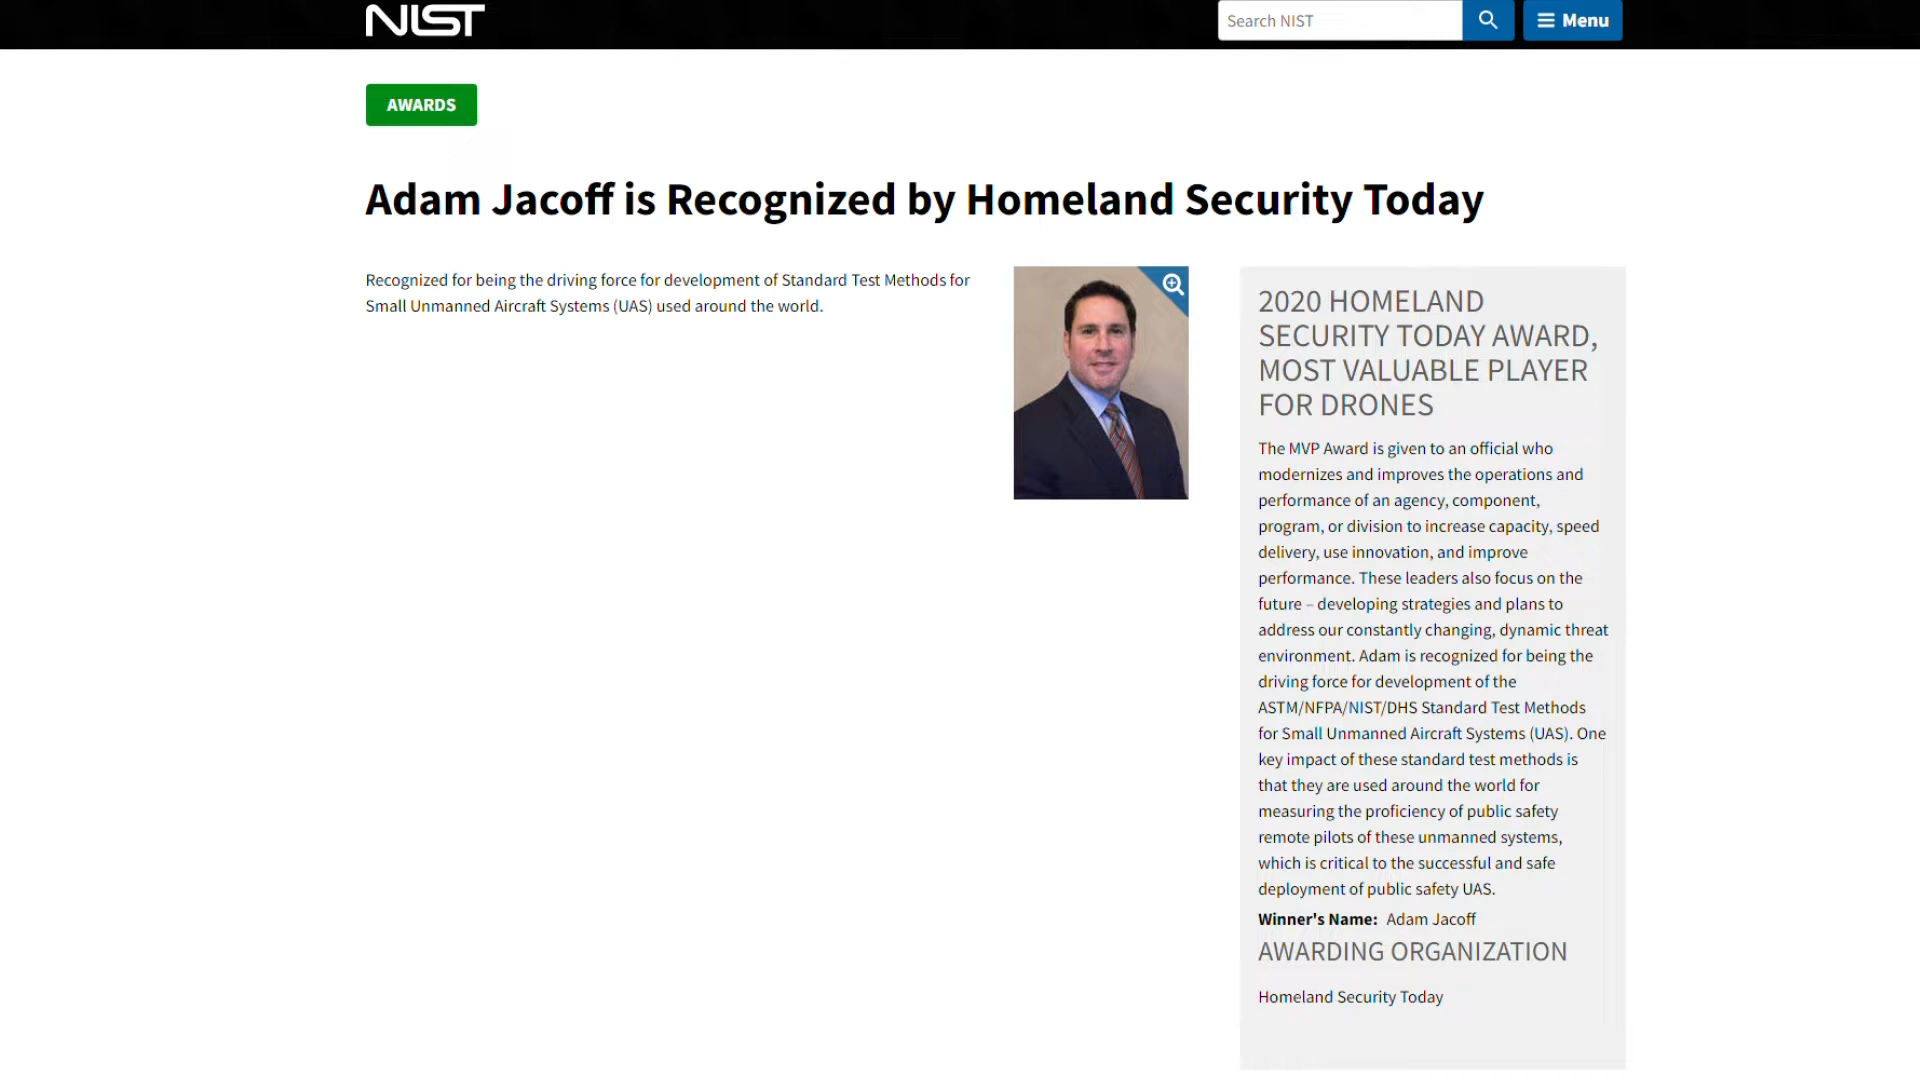 NIST
Search NIST
Menu
AWARDS
Adam Jacoff is Recognized by Homeland Security Today
Recognized for being the driving force for development of Standard Test Methods for
Small Unmanned Aircraft Systems (UAS) used around the world.
2020 HOMELAND
SECURITY TODAY AWARD,
MOST VALUABLE PLAYER
FOR DRONES
The MVP Award is given to an official who
modernizes and improves the operations and
performance of an agency, component,
program, or division to increase capacity, speed
delivery, use innovation, and improve
performance. These leaders also focus on the
future – developing strategies and plans to
address our constantly changing, dynamic threat
environment. Adam is recognized for being the
driving force for development of the
ASTM/NFPA/NIST/DHS Standard Test Methods
for Small Unmanned Aircraft Systems (UAS). One
key impact of these standard test methods is
that they are used around the world for
measuring the proficiency of public safety
remote pilots of these unmanned systems,
which is critical to the successful and safe
deployment of public safety UAS.
Winner's Name: Adam Jacoff
AWARDING ORGANIZATION
Homeland Security Today